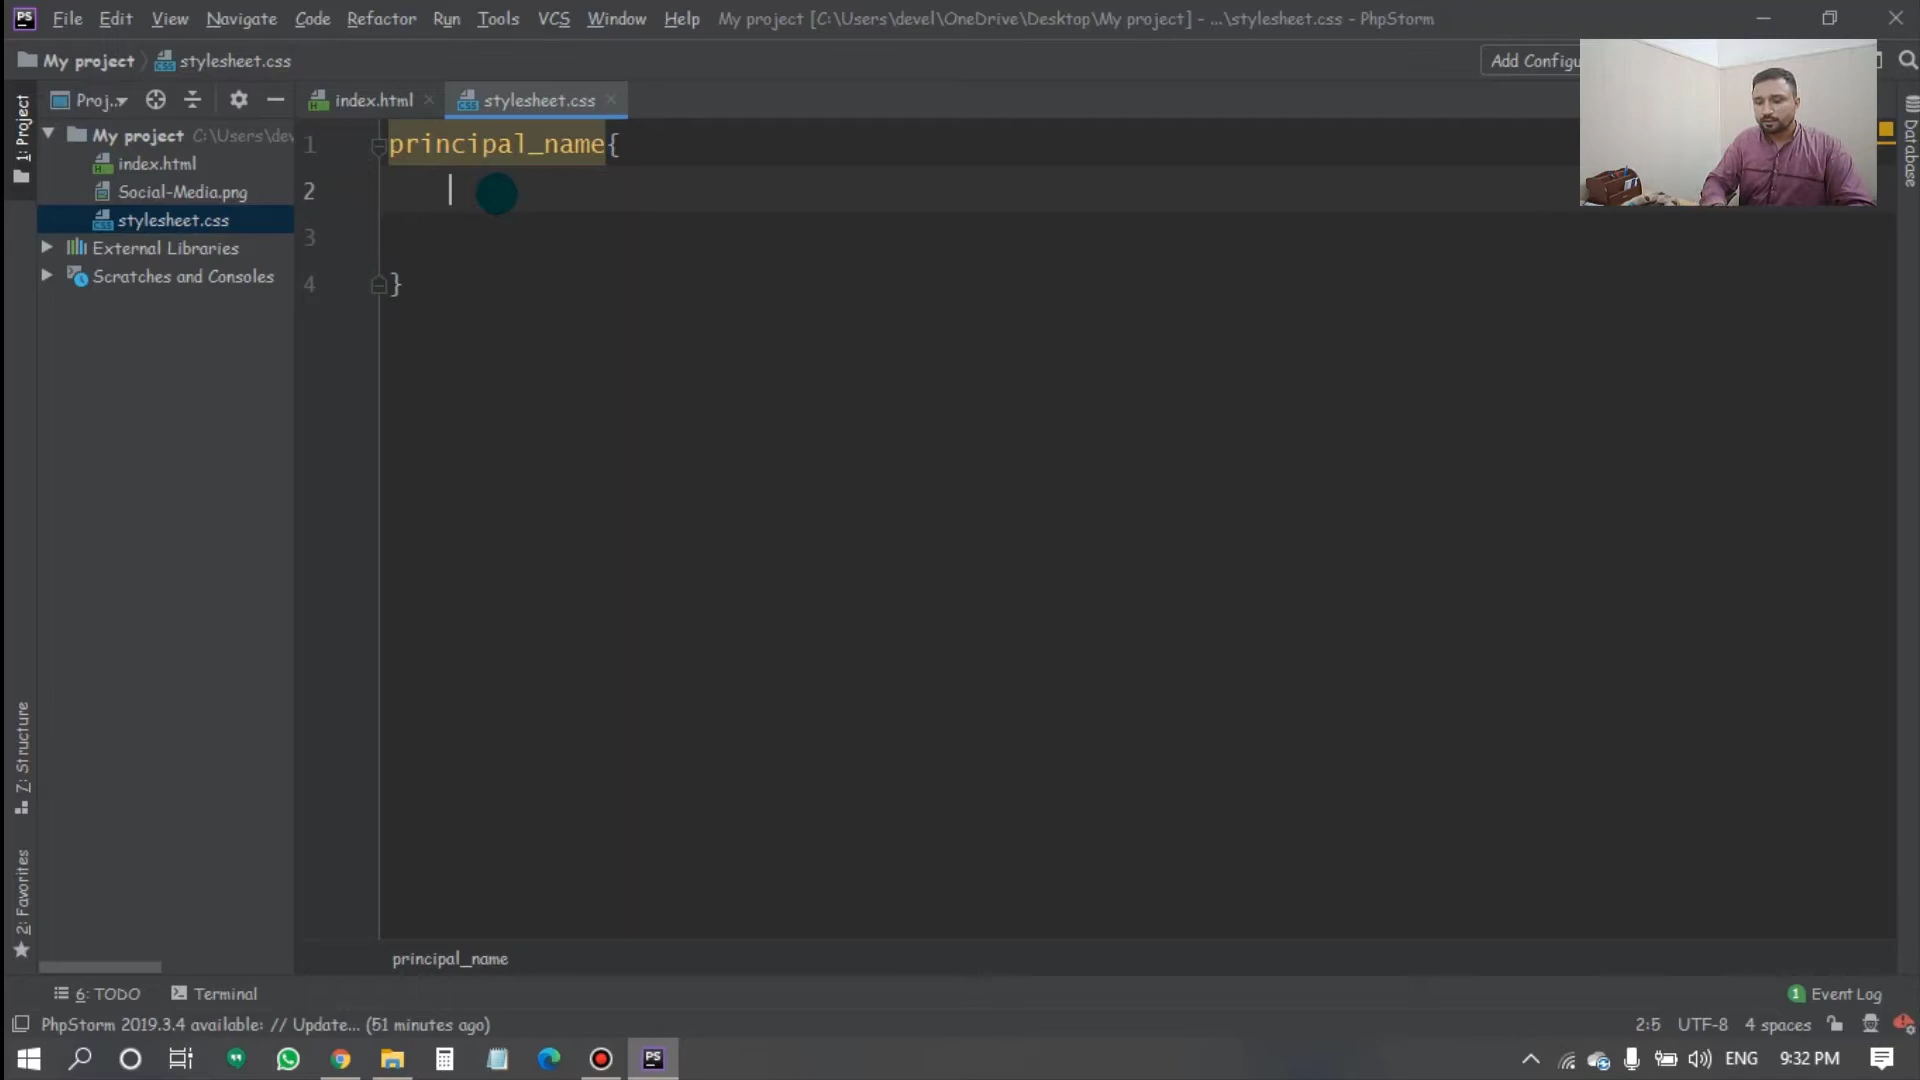 PS File Edit View Navigate Code Refactor Run Tools VCS Window Help My project [C:\Users\devel\OneDrive\Desktop\My project] - ...\stylesheet.css - PhpStorm
My project stylesheet.css Add Configu
1: Project
Proj..
index.html
stylesheet.css
Database
My project C:\Users\dev
index.html
Social-Media.png
stylesheet.css
External Libraries
Scratches and Consoles
1 principal_name{
2
3
4 }
Z: Structure
2: Favorites
principal_name
6: TODO Terminal 1 Event Log
PhpStorm 2019.3.4 available: // Update... (51 minutes ago) 2:5 UTF-8 4 spaces
PS ENG 9:32 PM